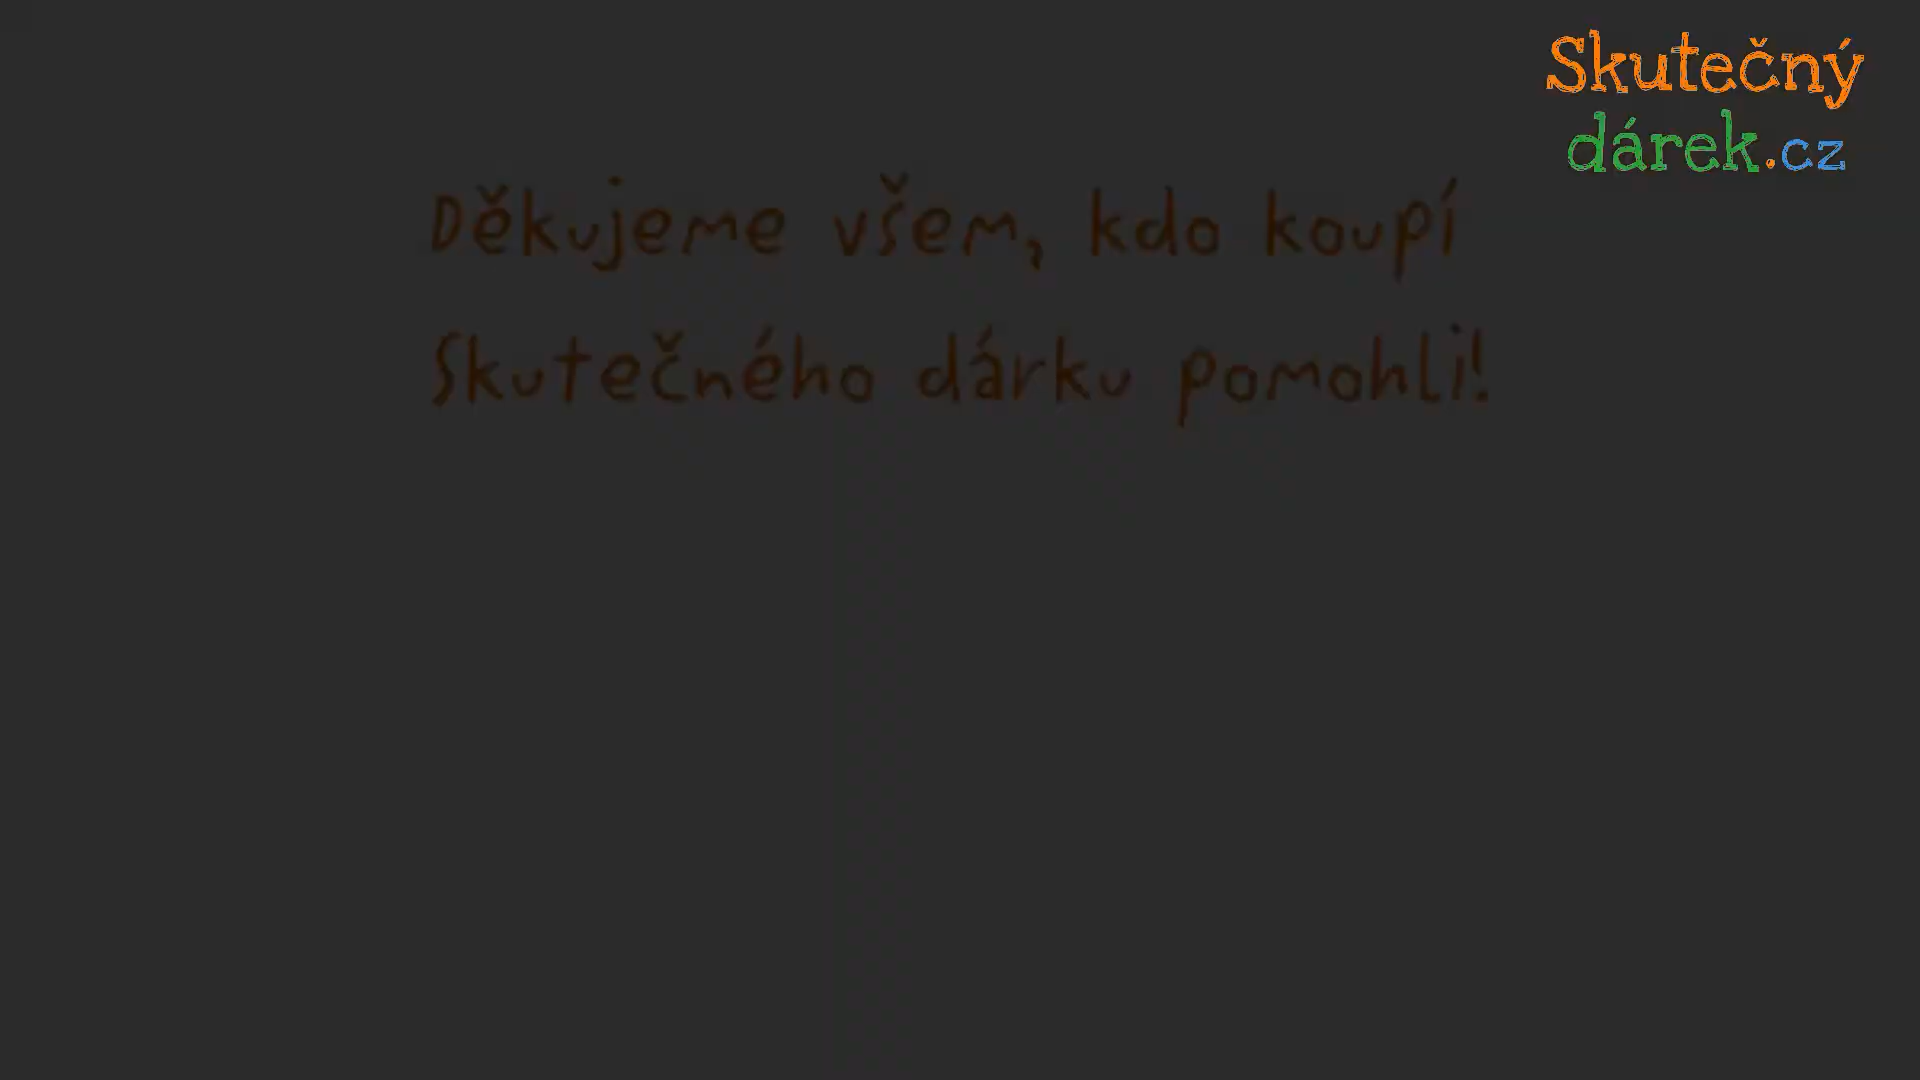 Skutečný
dárek.cz
Děkujeme všem, kdo koupí
Skutečného dárku pomohli!